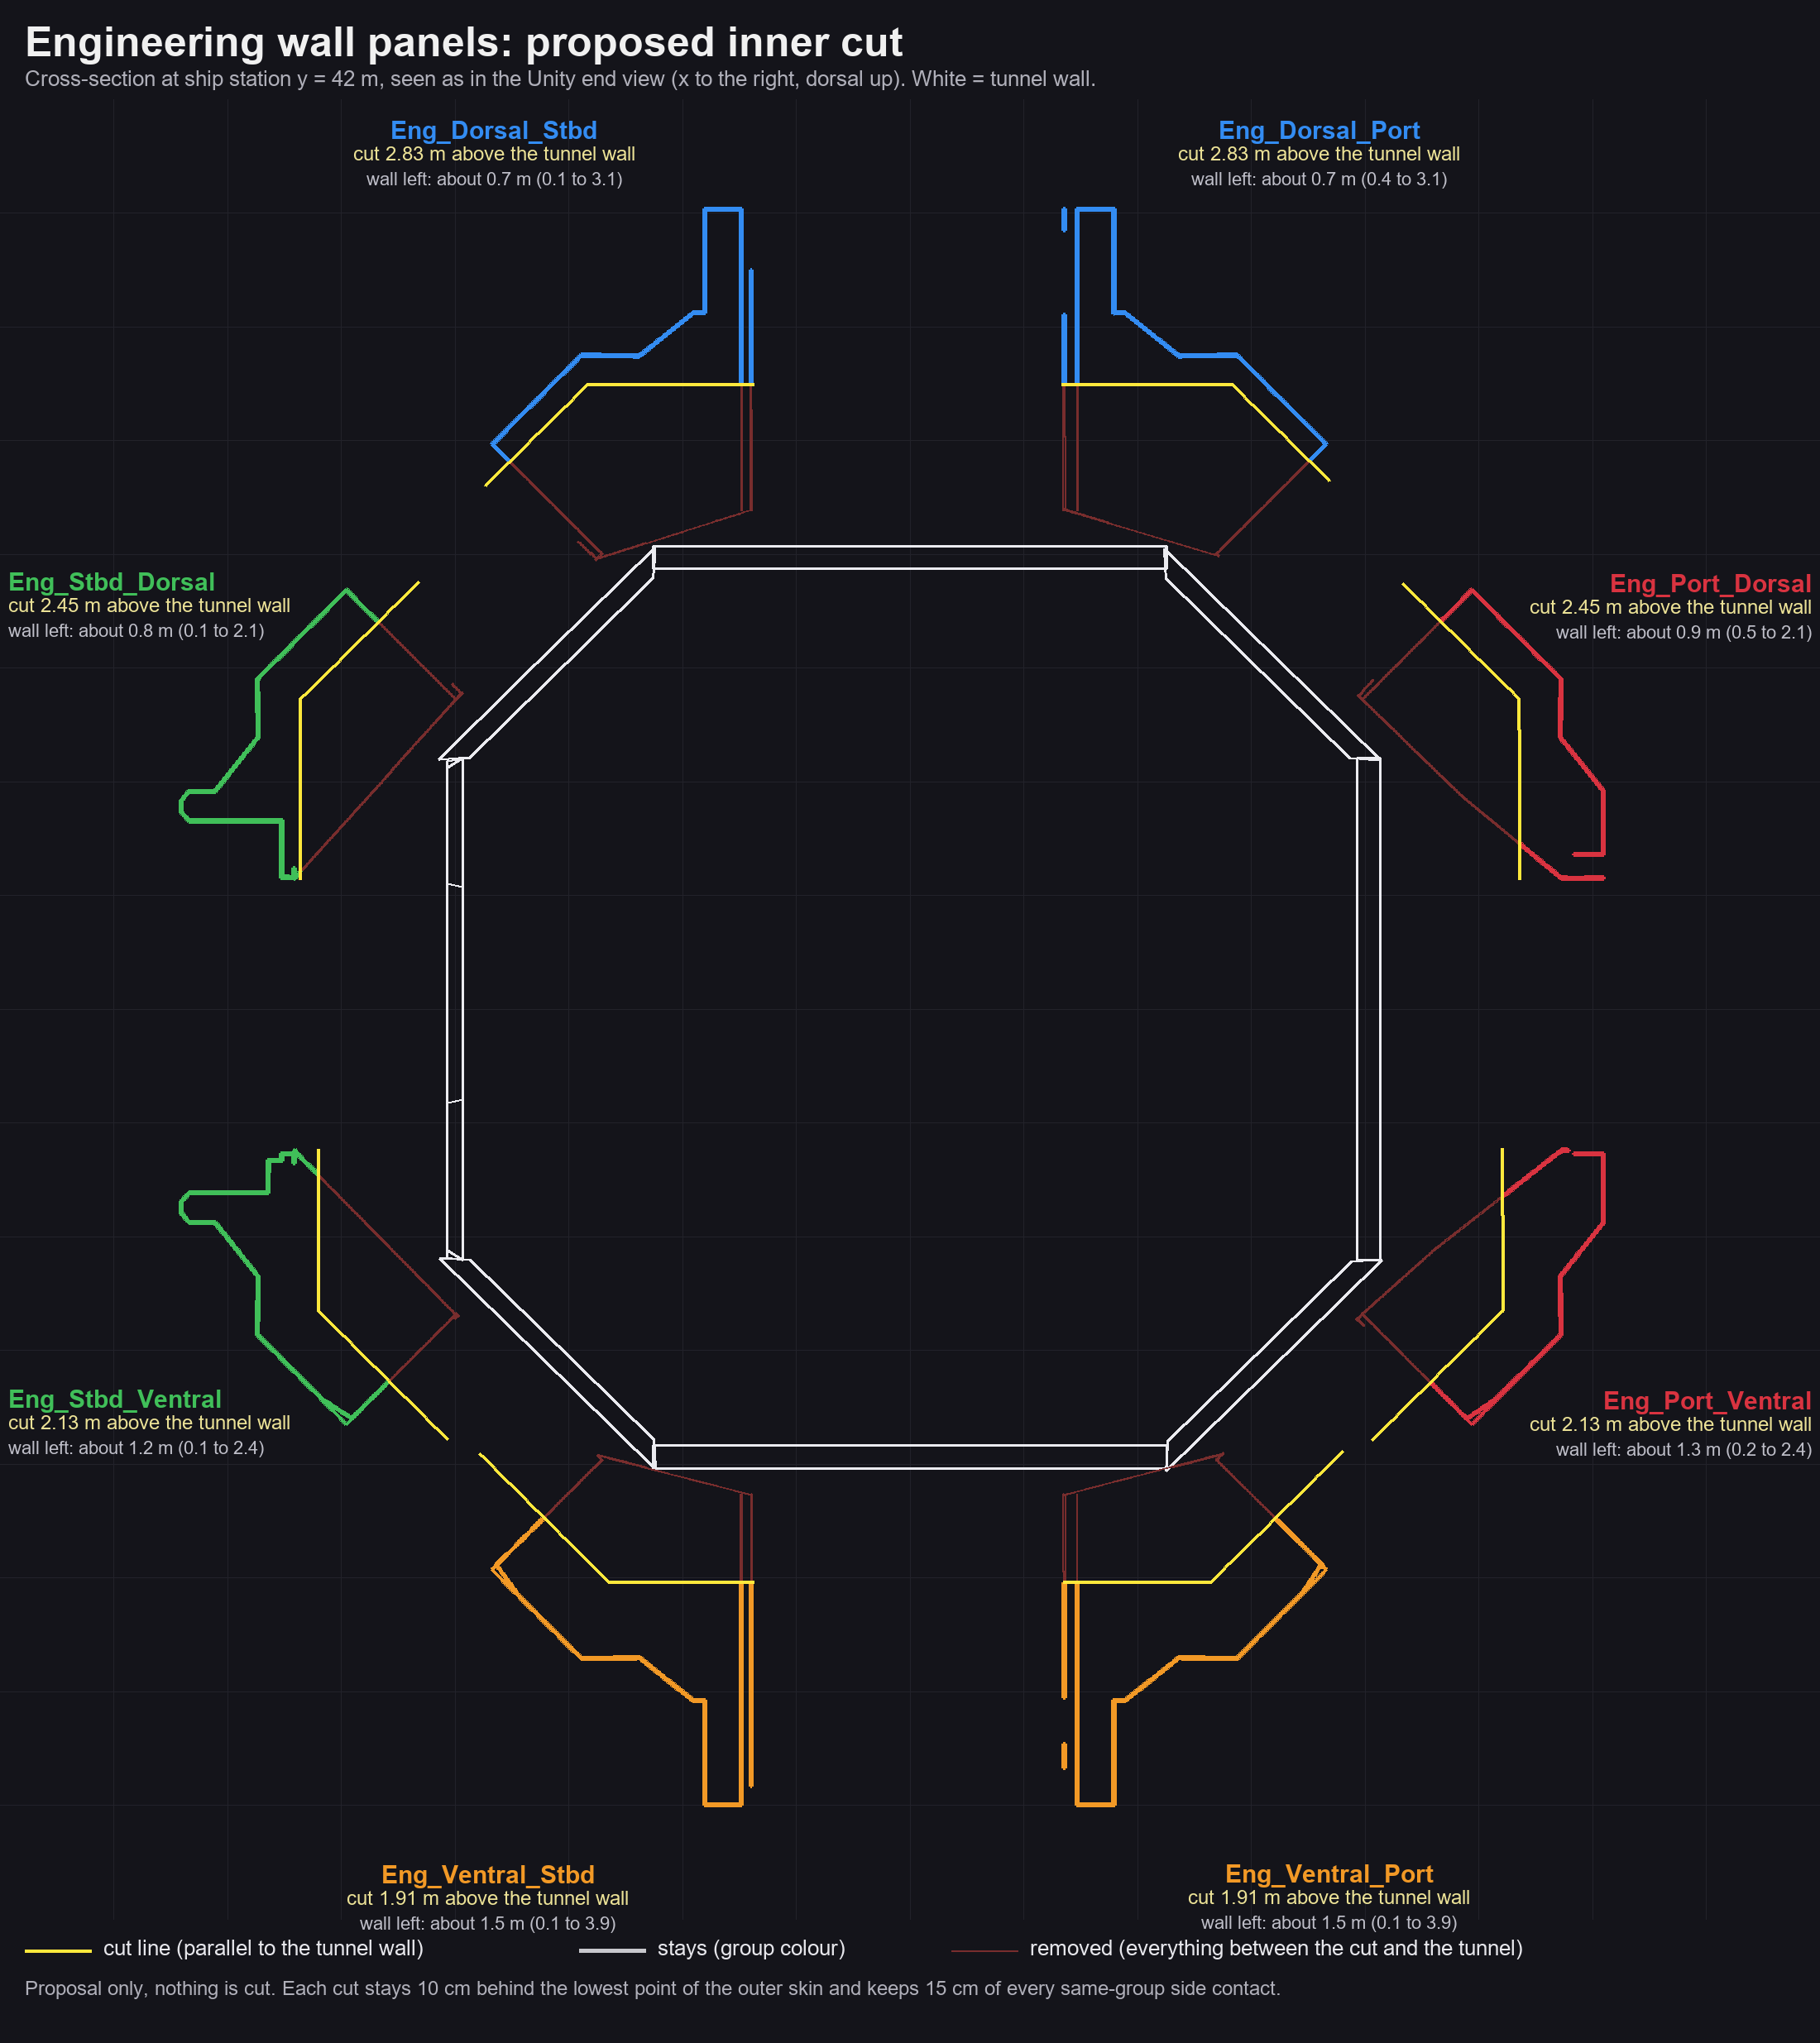 Engineering wall panels: proposed inner cut
Cross-section at ship station y = 42 m, seen as in the Unity end view (x to the right, dorsal up). White = tunnel wall.
Eng_Dorsal_Stbd
cut 2.83 m above the tunnel wall
wall left: about 0.7 m (0.1 to 3.1)
Eng_Dorsal_Port
cut 2.83 m above the tunnel wall
wall left: about 0.7 m (0.4 to 3.1)
Eng_Stbd_Dorsal
cut 2.45 m above the tunnel wall
wall left: about 0.8 m (0.1 to 2.1)
Eng_Port_Dorsal
cut 2.45 m above the tunnel wall
wall left: about 0.9 m (0.5 to 2.1)
Eng_Stbd_Ventral
cut 2.13 m above the tunnel wall
wall left: about 1.2 m (0.1 to 2.4)
Eng_Port_Ventral
cut 2.13 m above the tunnel wall
wall left: about 1.3 m (0.2 to 2.4)
Eng_Ventral_Stbd
cut 1.91 m above the tunnel wall
wall left: about 1.5 m (0.1 to 3.9)
Eng_Ventral_Port
cut 1.91 m above the tunnel wall
wall left: about 1.5 m (0.1 to 3.9)
cut line (parallel to the tunnel wall)
stays (group colour)
removed (everything between the cut and the tunnel)
Proposal only, nothing is cut. Each cut stays 10 cm behind the lowest point of the outer skin and keeps 15 cm of every same-group side contact.